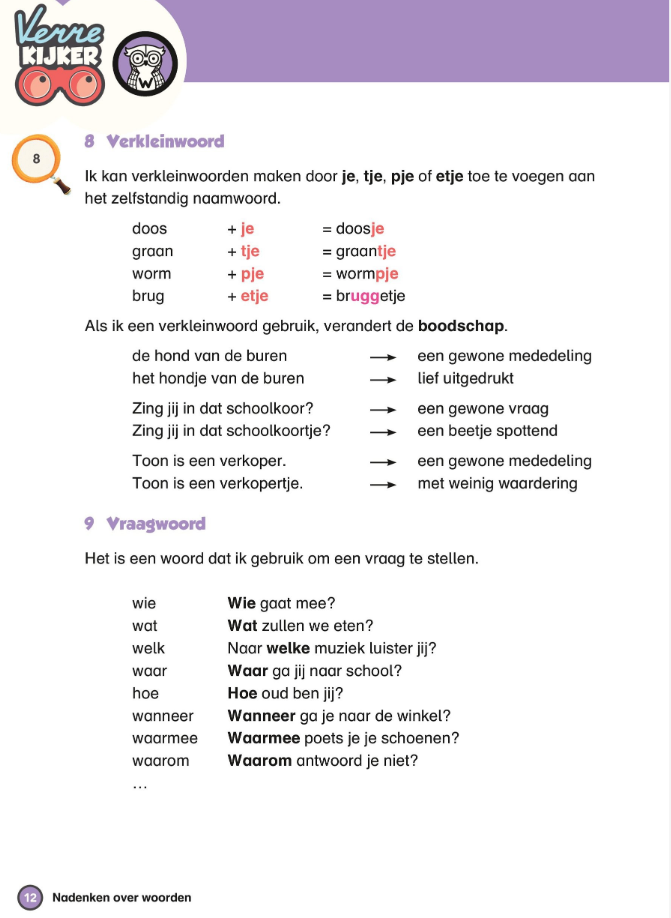 Verre
KIJKER
8
8 Verkleinwoord
Ik kan verkleinwoorden maken door je, tje, pje of etje toe te voegen aan
het zelfstandig naamwoord.
doos + je = doosje
graan + tje = graantje
worm + pje = wormpje
brug + etje = bruggetje
Als ik een verkleinwoord gebruik, verandert de boodschap.
de hond van de buren → een gewone mededeling
het hondje van de buren → lief uitgedrukt
Zing jij in dat schoolkoor? → een gewone vraag
Zing jij in dat schoolkoortje? → een beetje spottend
Toon is een verkoper. → een gewone mededeling
Toon is een verkopertje. → met weinig waardering
9 Vraagwoord
Het is een woord dat ik gebruik om een vraag te stellen.
wie Wie gaat mee?
wat Wat zullen we eten?
welk Naar welke muziek luister jij?
waar Waar ga jij naar school?
hoe Hoe oud ben jij?
wanneer Wanneer ga je naar de winkel?
waarmee Waarmee poets je je schoenen?
waarom Waarom antwoord je niet?
...
12 Nadenken over woorden